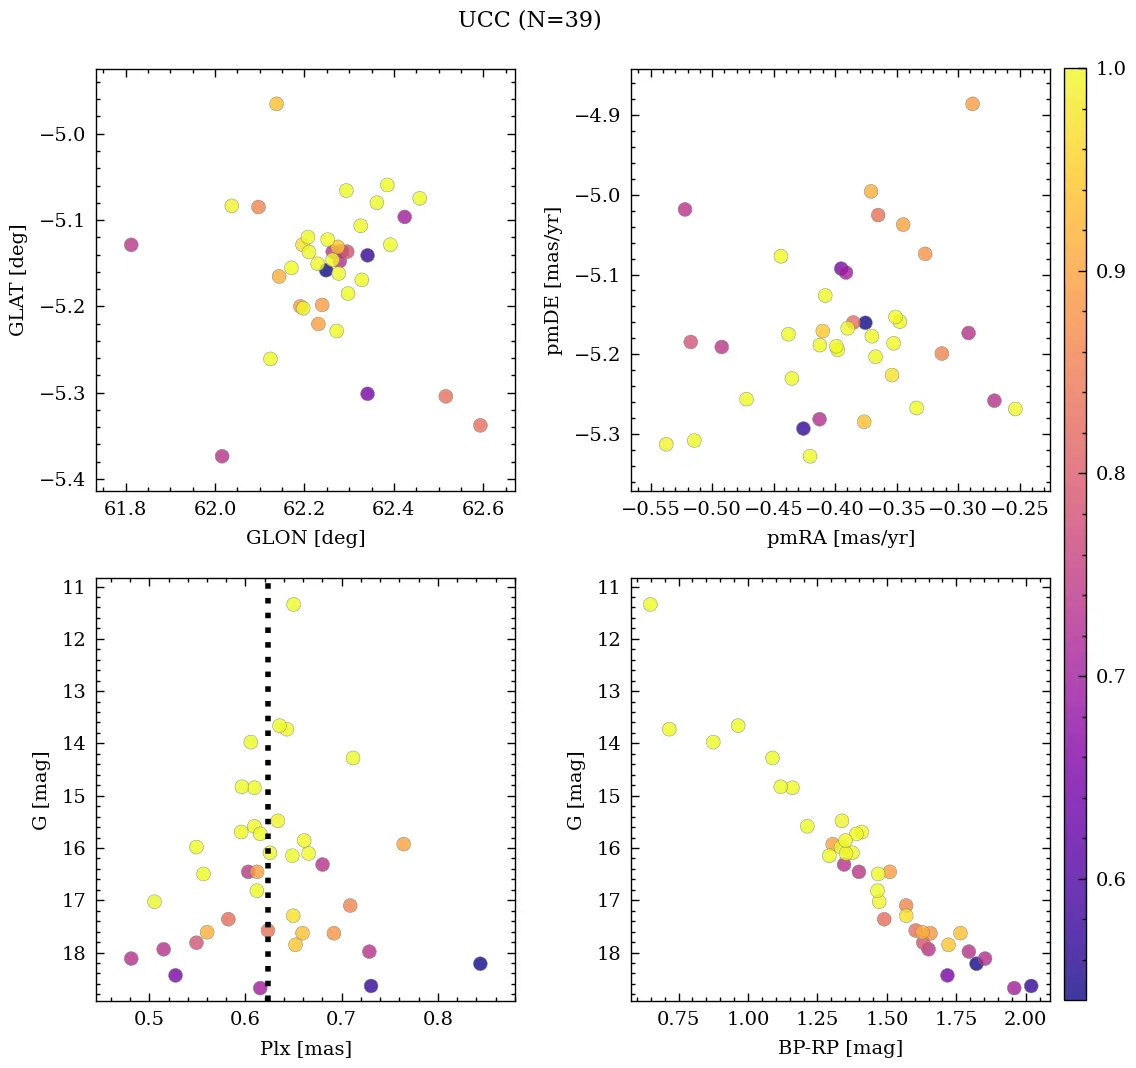 UCC (N=39)
−5.0
−5.1
−5.2
−5.3
−5.4
GLAT [deg]
61.8 62.0 62.2 62.4 62.6
GLON [deg]
−4.9
−5.0
−5.1
−5.2
−5.3
pmDE [mas/yr]
−0.55 −0.50 −0.45 −0.40 −0.35 −0.30 −0.25
pmRA [mas/yr]
1.0
0.9
0.8
0.7
0.6
11
12
13
14
15
16
17
18
G [mag]
0.5 0.6 0.7 0.8
Plx [mas]
11
12
13
14
15
16
17
18
G [mag]
0.75 1.00 1.25 1.50 1.75 2.00
BP-RP [mag]